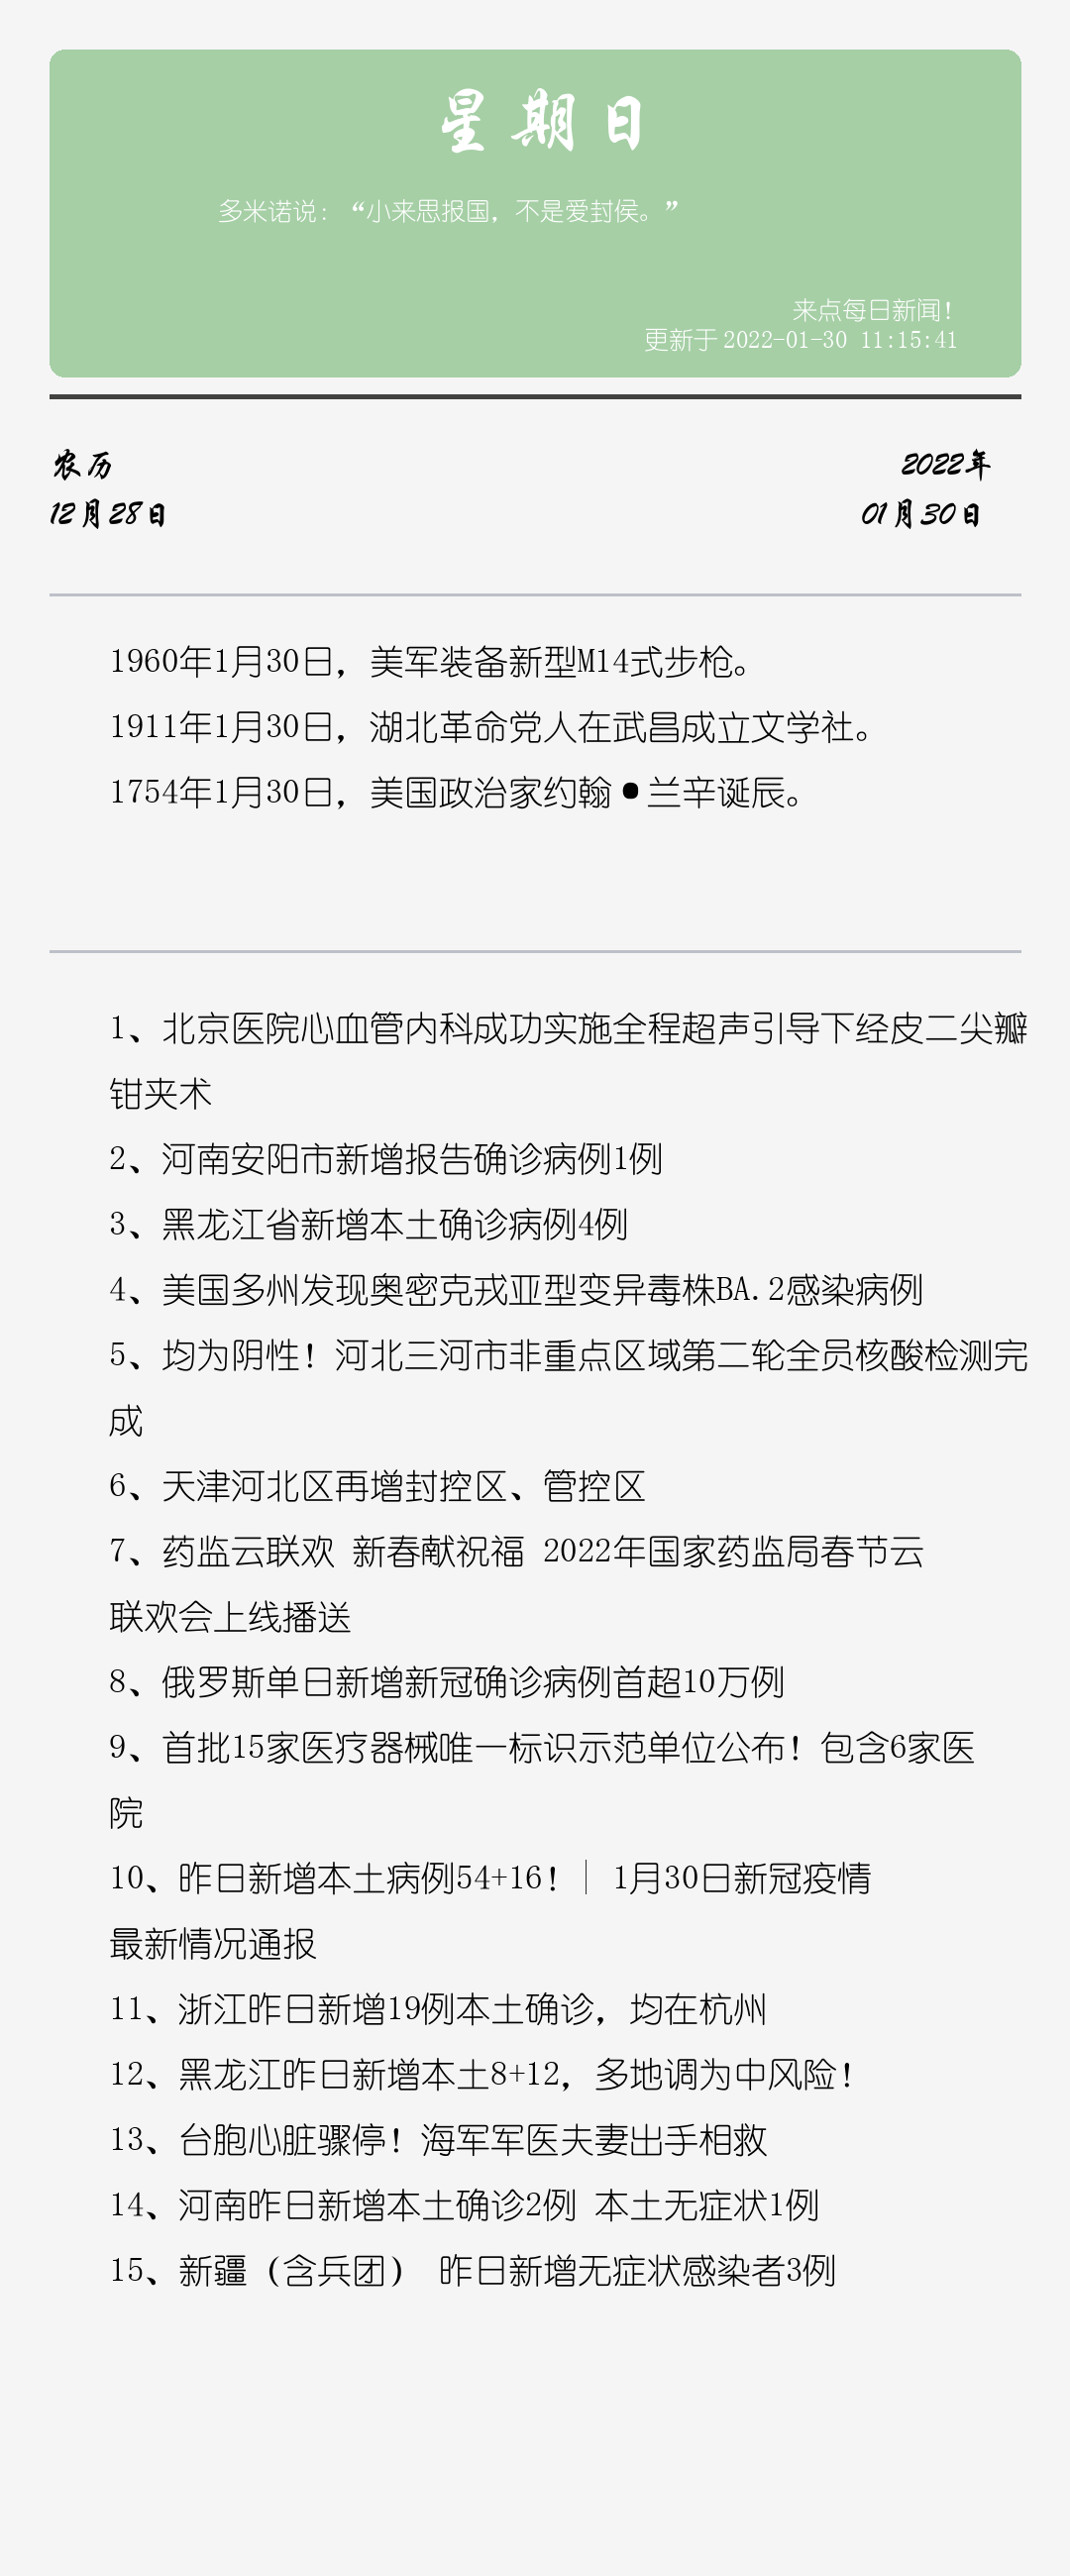 星期日
多米诺说：“小来思报国，不是爱封侯。”
来点每日新闻！
更新于2022-01-30 11:15:41
农历
2022年
12月28日
01月30日
1960年1月30日，美军装备新型M14式步枪。
1911年1月30日，湖北革命党人在武昌成立文学社。
1754年1月30日，美国政治家约翰•兰辛诞辰。
1、北京医院心血管内科成功实施全程超声引导下经皮二尖瓣
钳夹术
2、河南安阳市新增报告确诊病例1例
3、黑龙江省新增本土确诊病例4例
4、美国多州发现奥密克戎亚型变异毒株BA.2感染病例
5、均为阴性！河北三河市非重点区域第二轮全员核酸检测完
成
6、天津河北区再增封控区、管控区
7、药监云联欢 新春献祝福 2022年国家药监局春节云
联欢会上线播送
8、俄罗斯单日新增新冠确诊病例首超10万例
9、首批15家医疗器械唯一标识示范单位公布！包含6家医
院
10、昨日新增本土病例54+16！｜ 1月30日新冠疫情
最新情况通报
11、浙江昨日新增19例本土确诊，均在杭州
12、黑龙江昨日新增本土8+12，多地调为中风险！
13、台胞心脏骤停！海军军医夫妻出手相救
14、河南昨日新增本土确诊2例 本土无症状1例
15、新疆（含兵团） 昨日新增无症状感染者3例